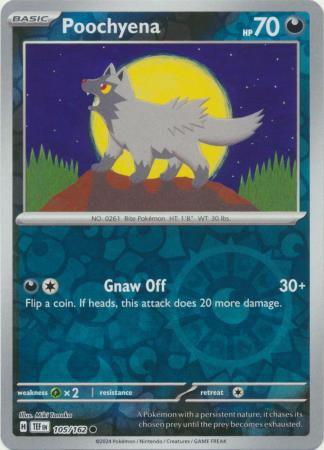 BASIC
Poochyena
HP 70
NO. 0261 Bite Pokémon HT: 1'8" WT: 30 lbs.
Gnaw Off 30+
Flip a coin. If heads, this attack does 20 more damage.
Illus. Miki Tanaka
weakness ×2 resistance retreat
H TEF EN 105/162
A Pokémon with a persistent nature, it chases
its chosen prey until the prey becomes exhausted.
©2024 Pokémon / Nintendo / Creatures / GAME FREAK